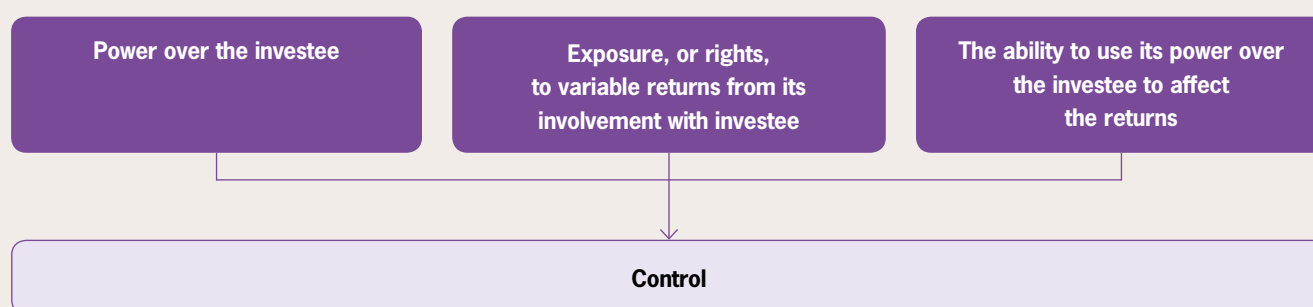 Power over the investee
Exposure, or rights,
to variable returns from its
involvement with investee
The ability to use its power over
the investee to affect
the returns
Control